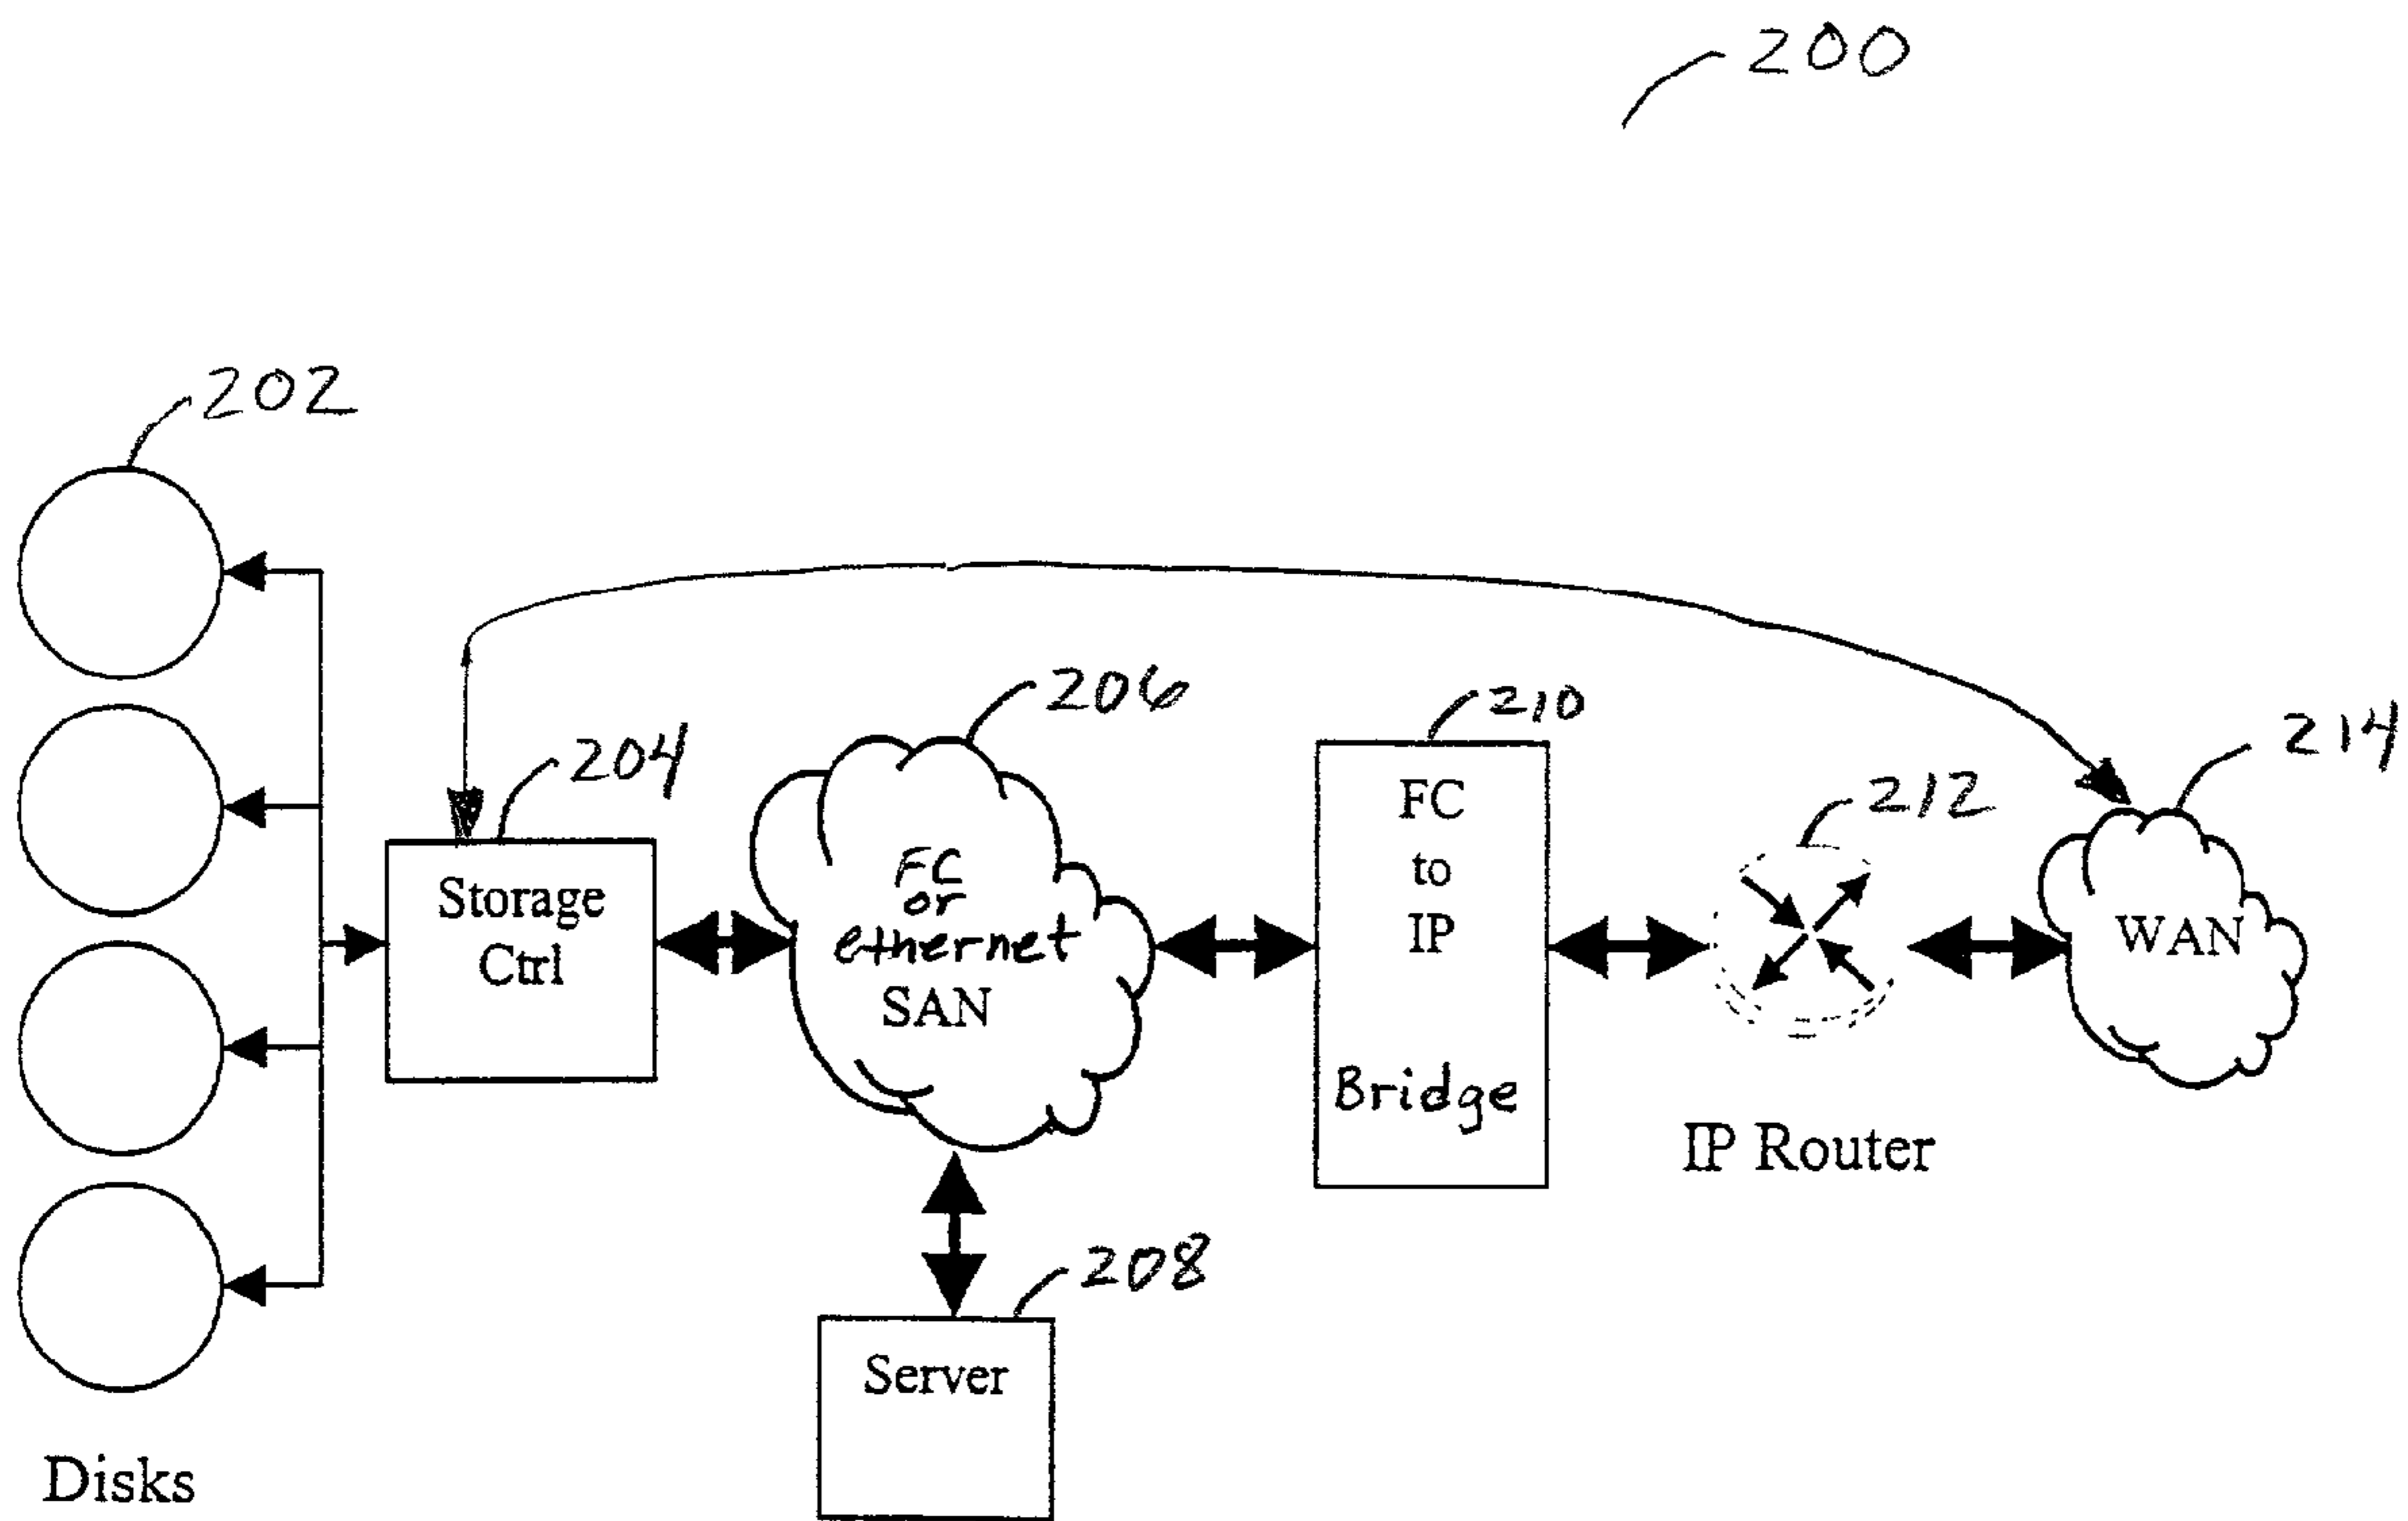 200
202
206
210
214
204
212
Storage
Ctrl
FC
or
ethernet
SAN
FC
to
IP
Bridge
WAN
IP Router
208
Server
Disks